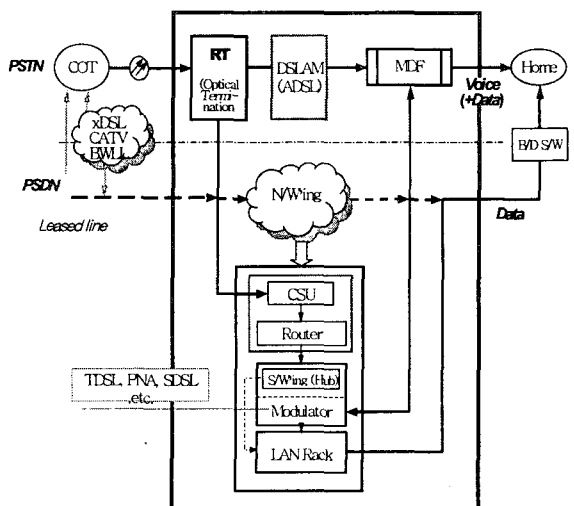 PSTN
COT
RT
(Optical
Termi-
nation)
DSLAM
(ADSL)
MDF
Voice
(+Data)
Home
xDSL
CATV
BWLL
B/D S/W
PSDN
Leased line
N/Wing
Data
CSU
Router
TDSL, PNA, SDSL
.etc.
S/Wing (Hub)
Modulator
LAN Rack